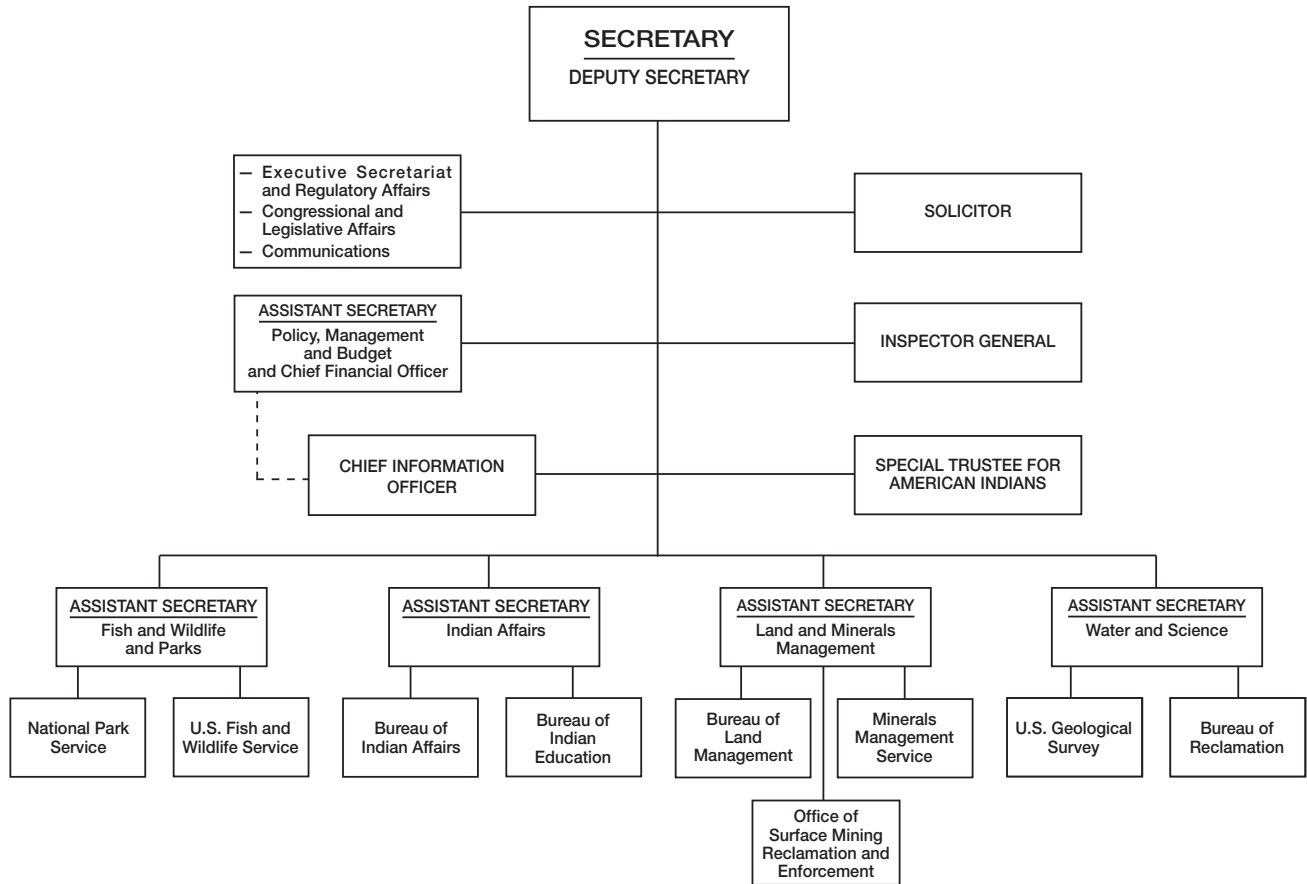 SECRETARY
DEPUTY SECRETARY
— Executive Secretariat
and Regulatory Affairs
— Congressional and
Legislative Affairs
— Communications
SOLICITOR
ASSISTANT SECRETARY
Policy, Management
and Budget
and Chief Financial Officer
INSPECTOR GENERAL
CHIEF INFORMATION
OFFICER
SPECIAL TRUSTEE FOR
AMERICAN INDIANS
ASSISTANT SECRETARY
Fish and Wildlife
and Parks
ASSISTANT SECRETARY
Indian Affairs
ASSISTANT SECRETARY
Land and Minerals
Management
ASSISTANT SECRETARY
Water and Science
National Park
Service
U.S. Fish and
Wildlife Service
Bureau of
Indian Affairs
Bureau of
Indian
Education
Bureau of
Land
Management
Minerals
Management
Service
U.S. Geological
Survey
Bureau of
Reclamation
Office of
Surface Mining
Reclamation and
Enforcement